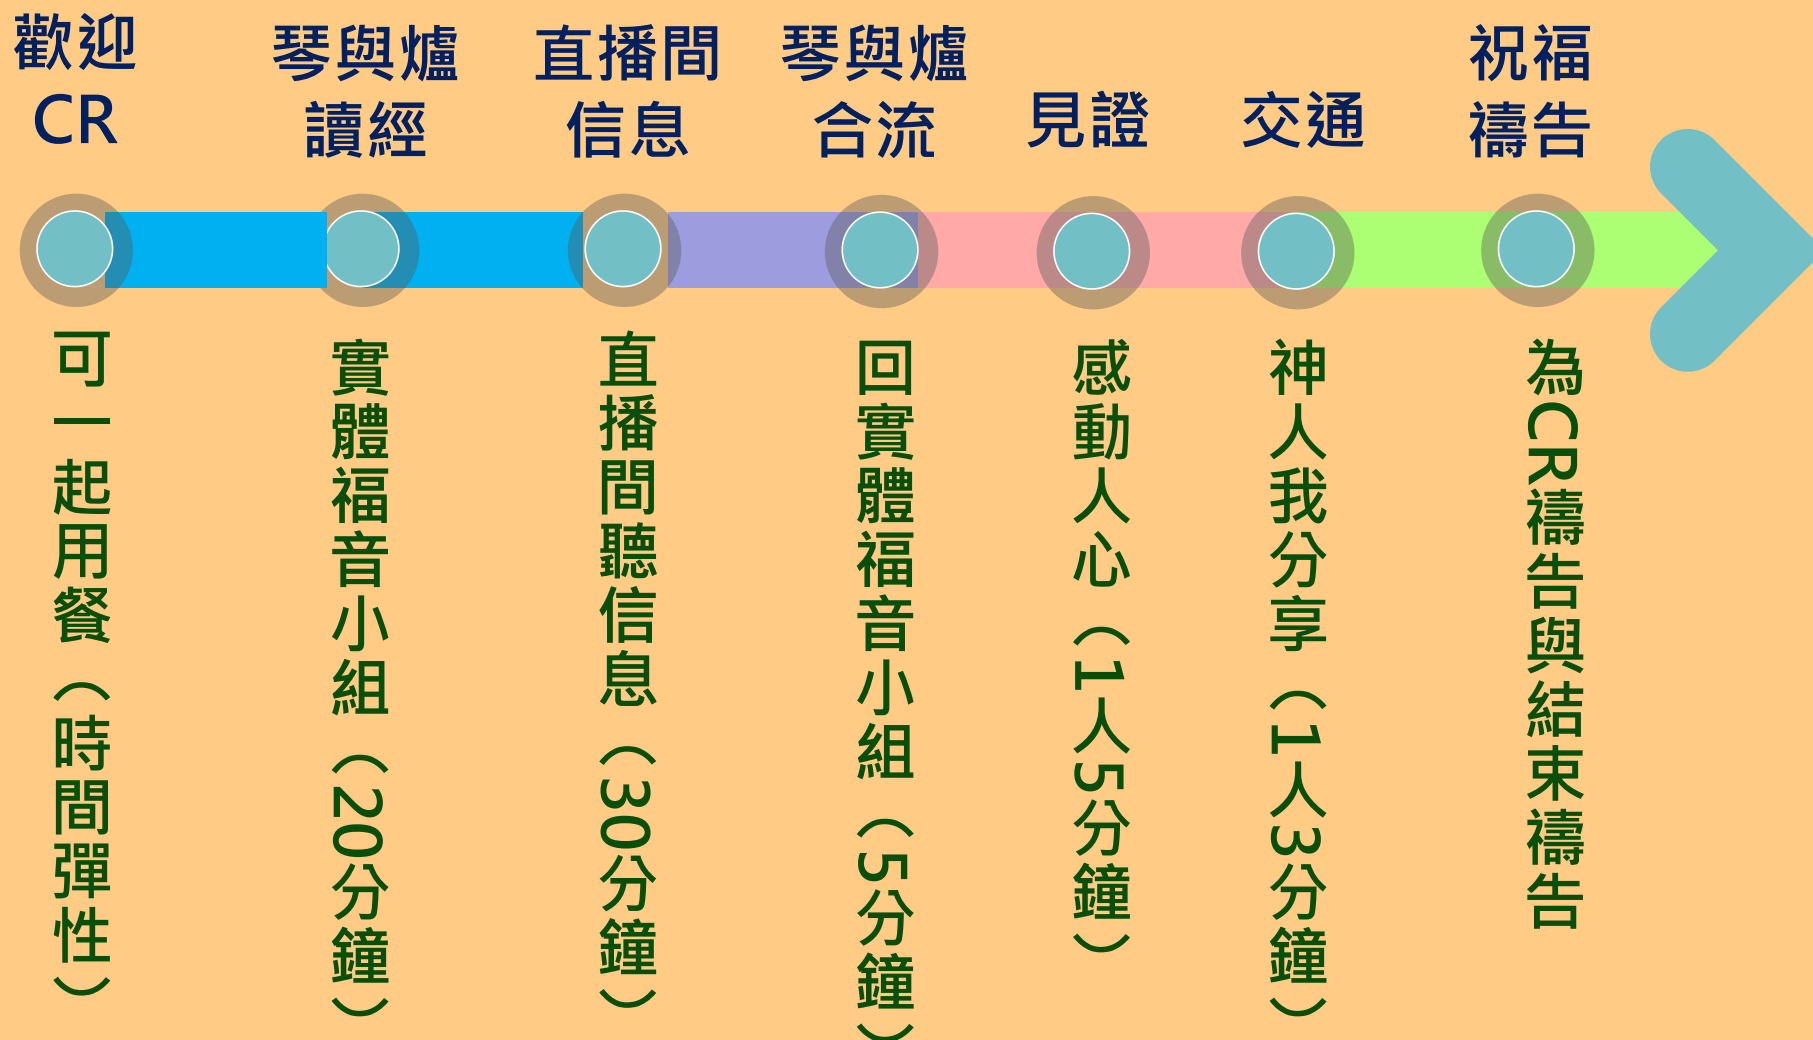 歡迎
CR
琴與爐
讀經
直播間
信息
琴與爐
合流
見證
交通
祝福
禱告
可一起用餐（時間彈性）
實體福音小組（20分鐘）
直播間聽信息（30分鐘）
回實體福音小組（5分鐘）
感動人心（1人5分鐘）
神人我分享（1人3分鐘）
為CR禱告與結束禱告